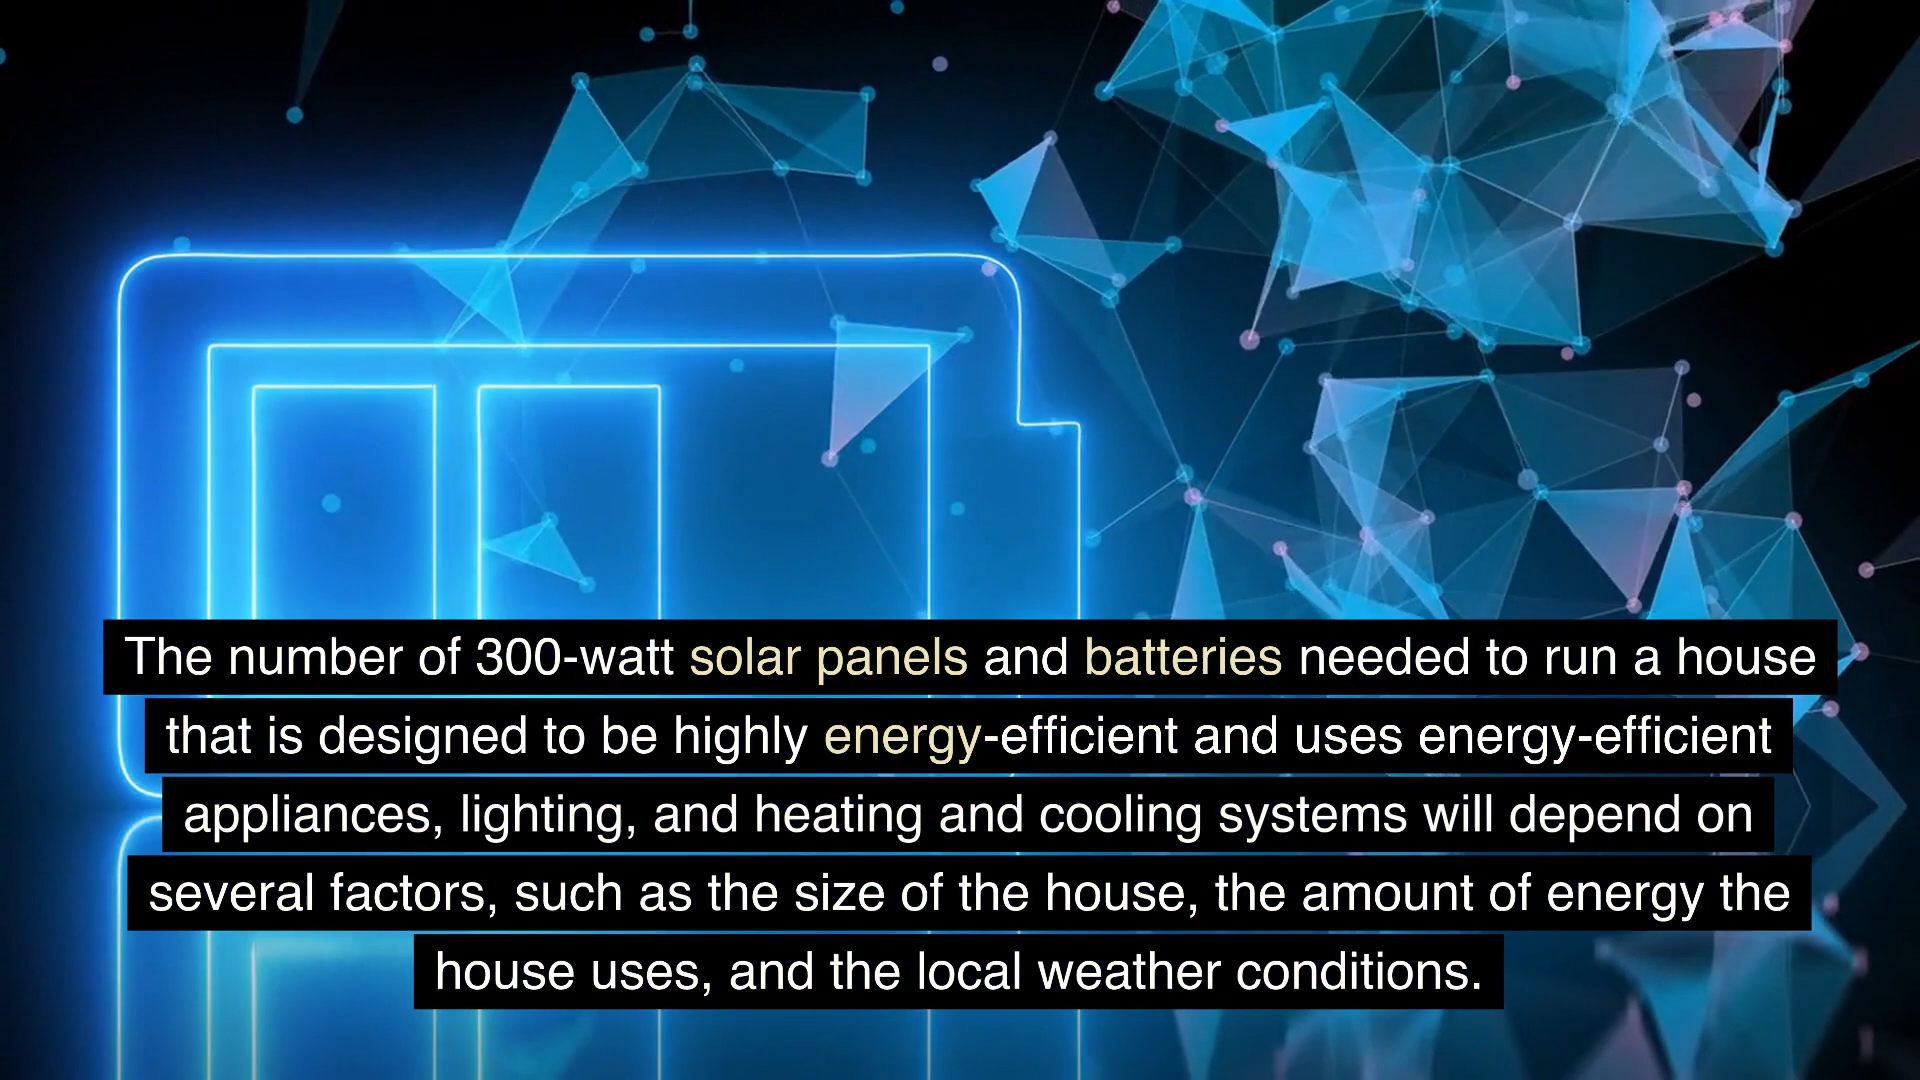 The number of 300-watt solar panels and batteries needed to run a house
that is designed to be highly energy-efficient and uses energy-efficient
appliances, lighting, and heating and cooling systems will depend on
several factors, such as the size of the house, the amount of energy the
house uses, and the local weather conditions.